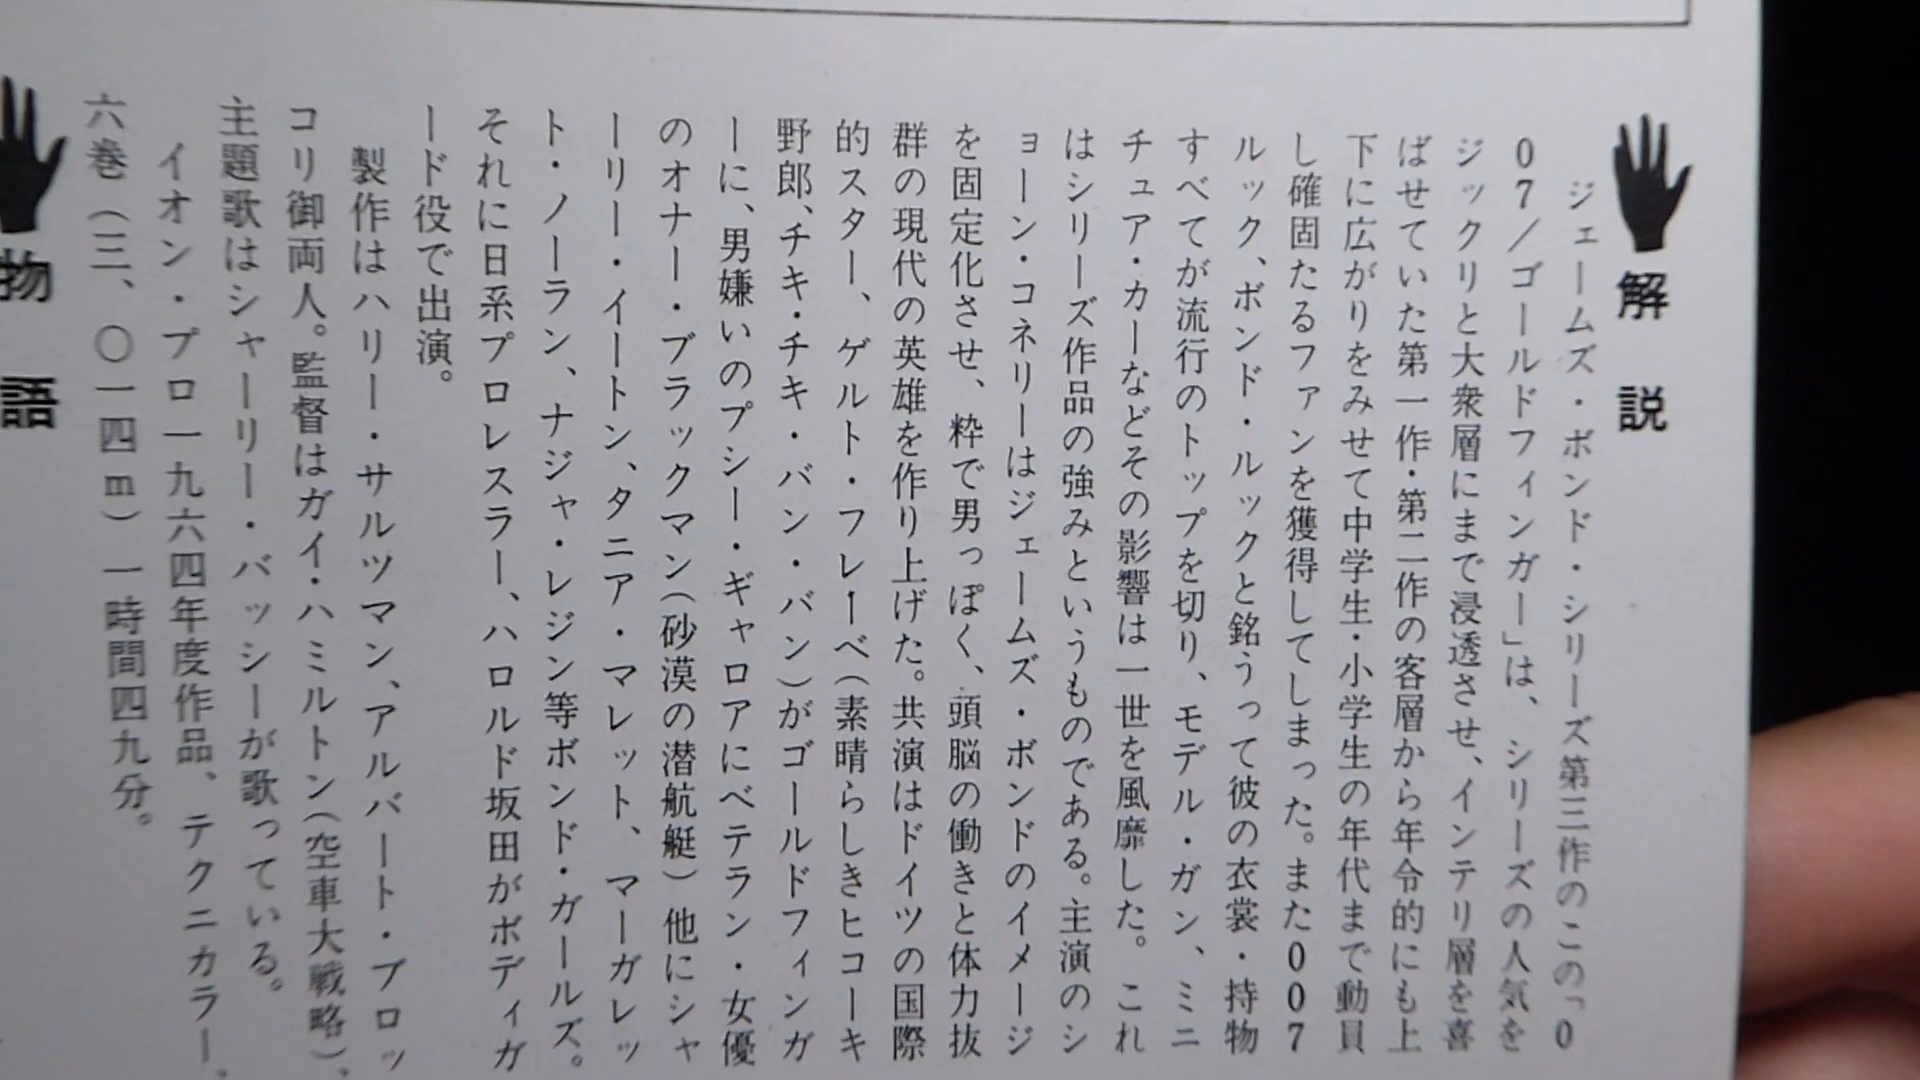 解説
ジェームズ・ボンド・シリーズ第三作のこの「0
07/ゴールドフィンガー」は、シリーズの人気を
ジックリと大衆層にまで浸透させ、インテリ層を喜
ばせていた第一作・第二作の客層から年令的にも上
下に広がりをみせて中学生・小学生の年代まで動員
し確固たるファンを獲得してしまった。また007
ルック、ボンド・ルックと銘うって彼の衣裳・持物
すべてが流行のトップを切り、モデル・ガン、ミニ
チュア・カーなどその影響は一世を風靡した。これ
はシリーズ作品の強みというものである。主演のシ
ョーン・コネリーはジェームズ・ボンドのイメージ
を固定化させ、粋で男っぽく、頭脳の働きと体力抜
群の現代の英雄を作り上げた。共演はドイツの国際
的スター、ゲルト・フレーベ(素晴らしきヒコーキ
野郎、チキ・チキ・バン・バン)がゴールドフィンガ
ーに、男嫌いのプシー・ギャロアにベテラン・女優
のオナー・ブラックマン(砂漠の潜航艇)他にシャ
ーリー・イートン、タニア・マレット、マーガレッ
ト・ノーラン、ナジャ・レジン等ボンド・ガールズ。
それに日系プロレスラー、ハロルド坂田がボディガ
ード役で出演。
製作はハリー・サルツマン、アルバート・ブロッ
コリ御両人。監督はガイ・ハミルトン(空車大戦略)、
主題歌はシャーリー・バッシーが歌っている。
イオン・プロ一九六四年度作品、テクニカラー、
六巻(三、〇一四m)一時間四九分。
物語